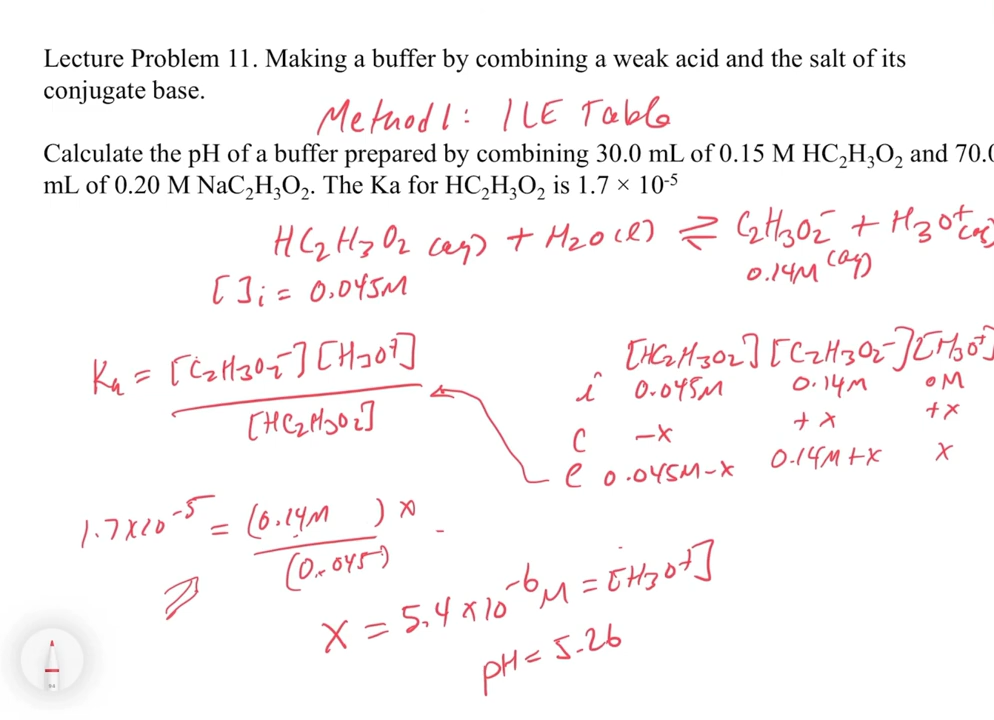 Lecture Problem 11. Making a buffer by combining a weak acid and the salt of its
conjugate base.
Method 1: ICE Table
Calculate the pH of a buffer prepared by combining 30.0 mL of 0.15 M HC₂H₃O₂ and 70.0
mL of 0.20 M NaC₂H₃O₂. The Ka for HC₂H₃O₂ is 1.7 × 10⁻⁵
HC₂H₃O₂ (aq) + H₂O(l) ⇌ C₂H₃O₂⁻ + H₃O⁺(aq)
[ ]i = 0.045M 0.14M (aq)
Ka = [C₂H₃O₂⁻][H₃O⁺] / [HC₂H₃O₂]
[HC₂H₃O₂] [C₂H₃O₂⁻] [H₃O⁺]
i 0.045M 0.14M 0M
C -x +x +x
e 0.045M-x 0.14M+x x
1.7x10⁻⁵ = (0.14M ) x / (0.045)
x = 5.4 x 10⁻⁶ M = [H₃O⁺]
pH = 5.26